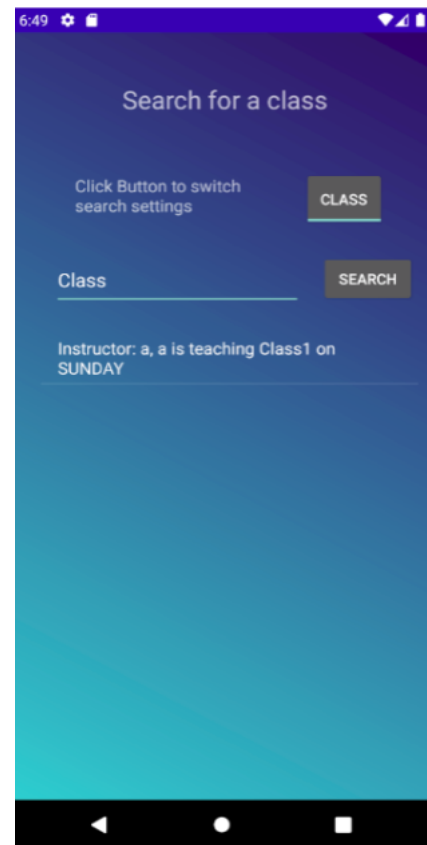 6:49
Search for a class
Click Button to switch
search settings
CLASS
Class
SEARCH
Instructor: a, a is teaching Class1 on
SUNDAY